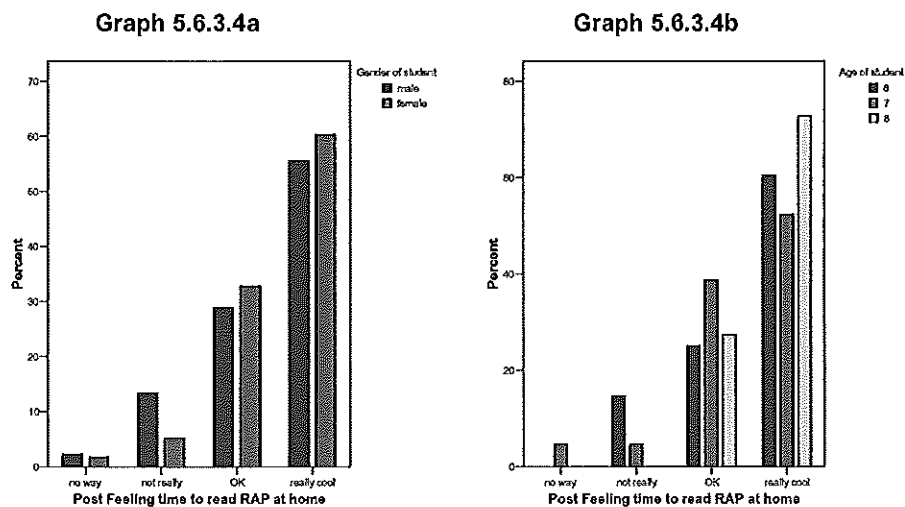 Graph 5.6.3.4a
Gender of student
male
female
Percent
70
60
50
40
30
20
10
0
no way
not really
OK
really cool
Post Feeling time to read RAP at home
Graph 5.6.3.4b
Age of student
6
7
8
Percent
80
60
40
20
0
no way
not really
OK
really cool
Post Feeling time to read RAP at home